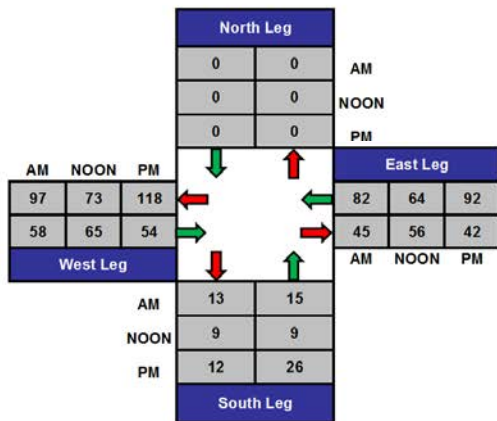 North Leg
0 0 AM
0 0 NOON
0 0 PM
AM NOON PM
East Leg
97 73 118
82 64 92
58 65 54
45 56 42
West Leg
AM NOON PM
AM 13 15
NOON 9 9
PM 12 26
South Leg